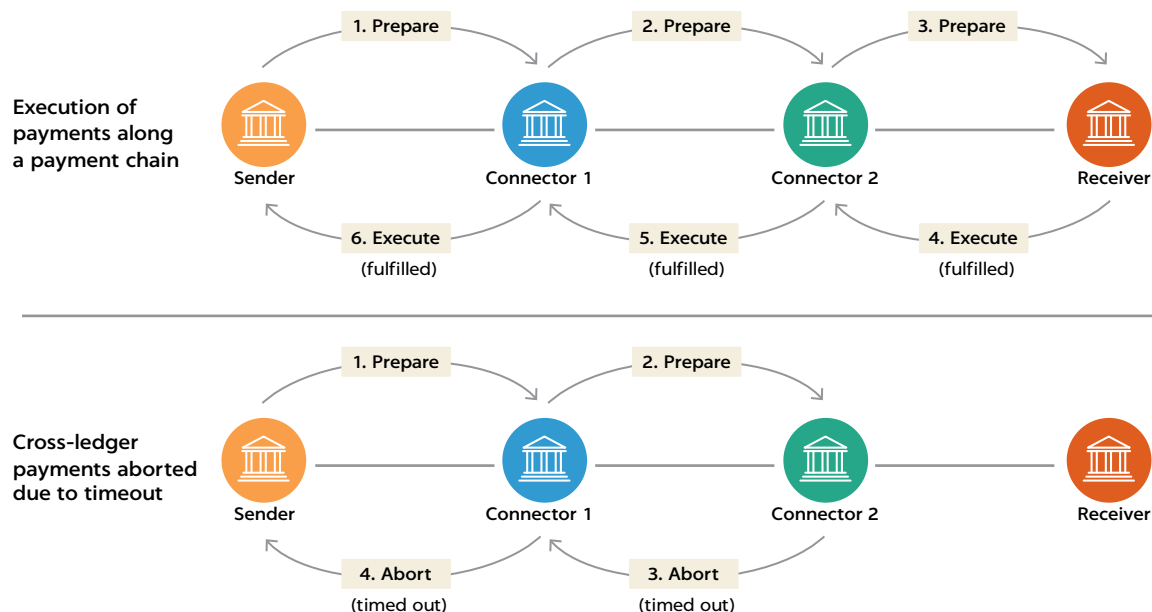 1. Prepare
2. Prepare
3. Prepare
Execution of
payments along
a payment chain
Sender
Connector 1
Connector 2
Receiver
6. Execute
(fulfilled)
5. Execute
(fulfilled)
4. Execute
(fulfilled)
1. Prepare
2. Prepare
Cross-ledger
payments aborted
due to timeout
Sender
Connector 1
Connector 2
Receiver
4. Abort
(timed out)
3. Abort
(timed out)